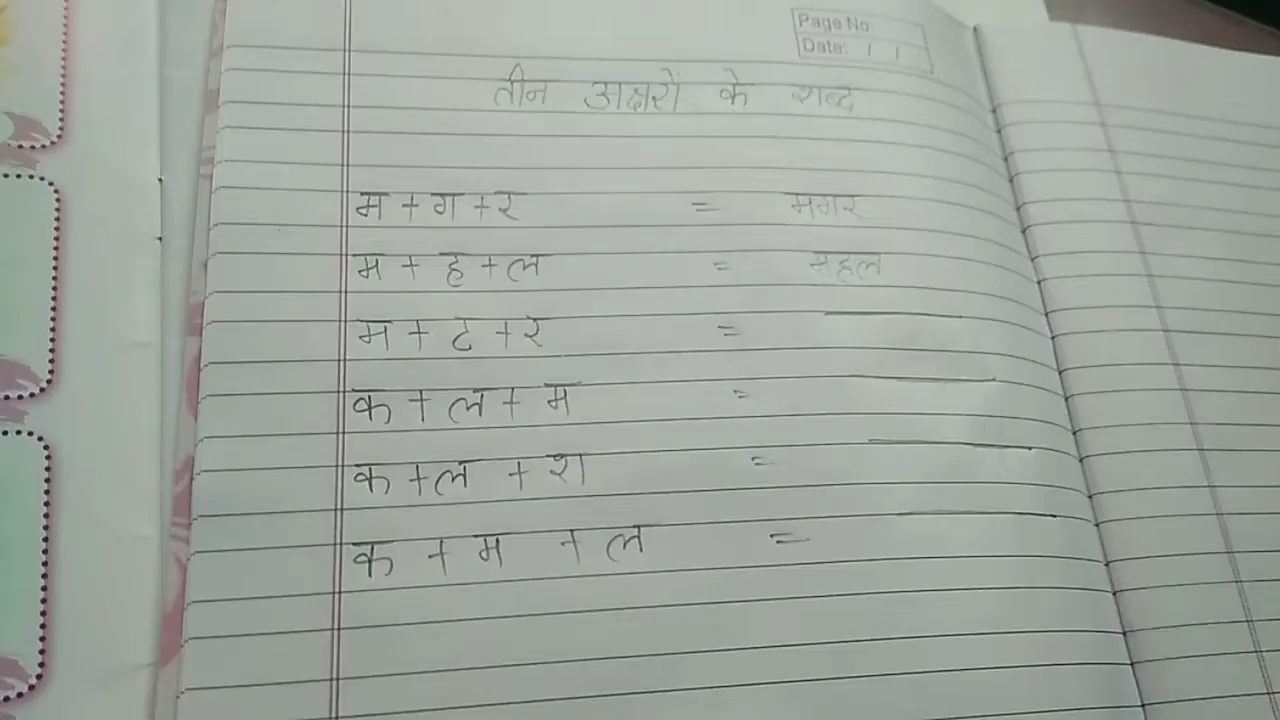 Page No
Date: / /
तीन अक्षरों के शब्द
म + ग + र = मगर
म + ह + ल = महल
म + ट + र =
क + ल + म =
क + ल + श =
क + म + ल =